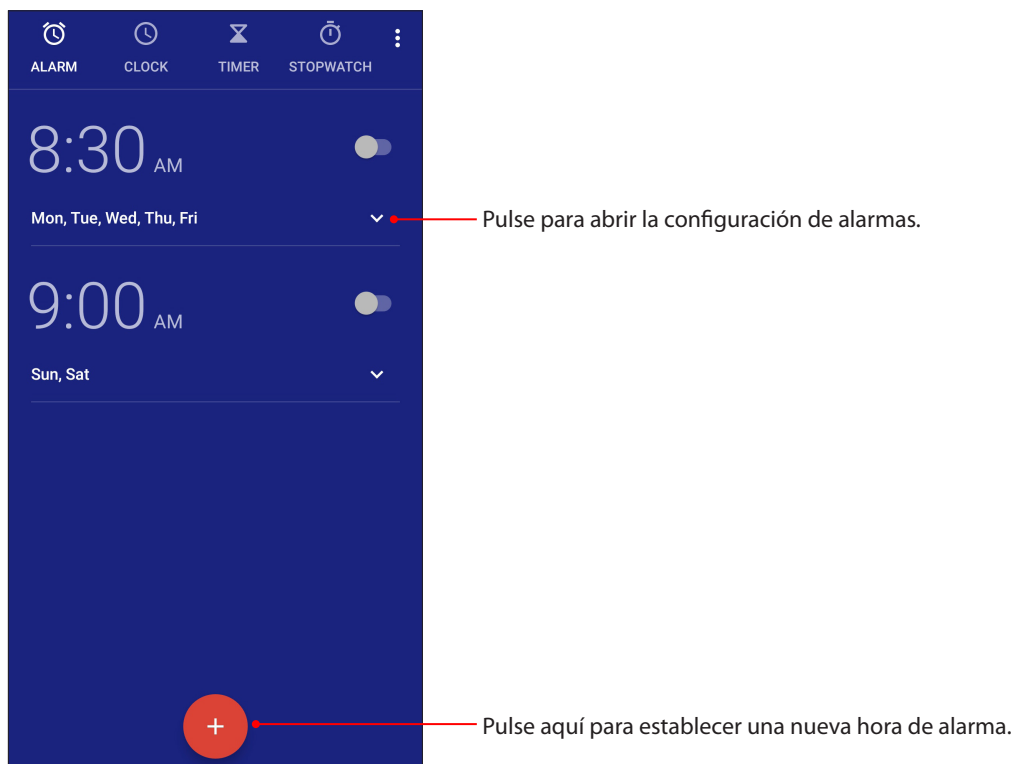 ALARM CLOCK TIMER STOPWATCH
8:30 AM
Mon, Tue, Wed, Thu, Fri
Pulse para abrir la configuración de alarmas.
9:00 AM
Sun, Sat
Pulse aquí para establecer una nueva hora de alarma.